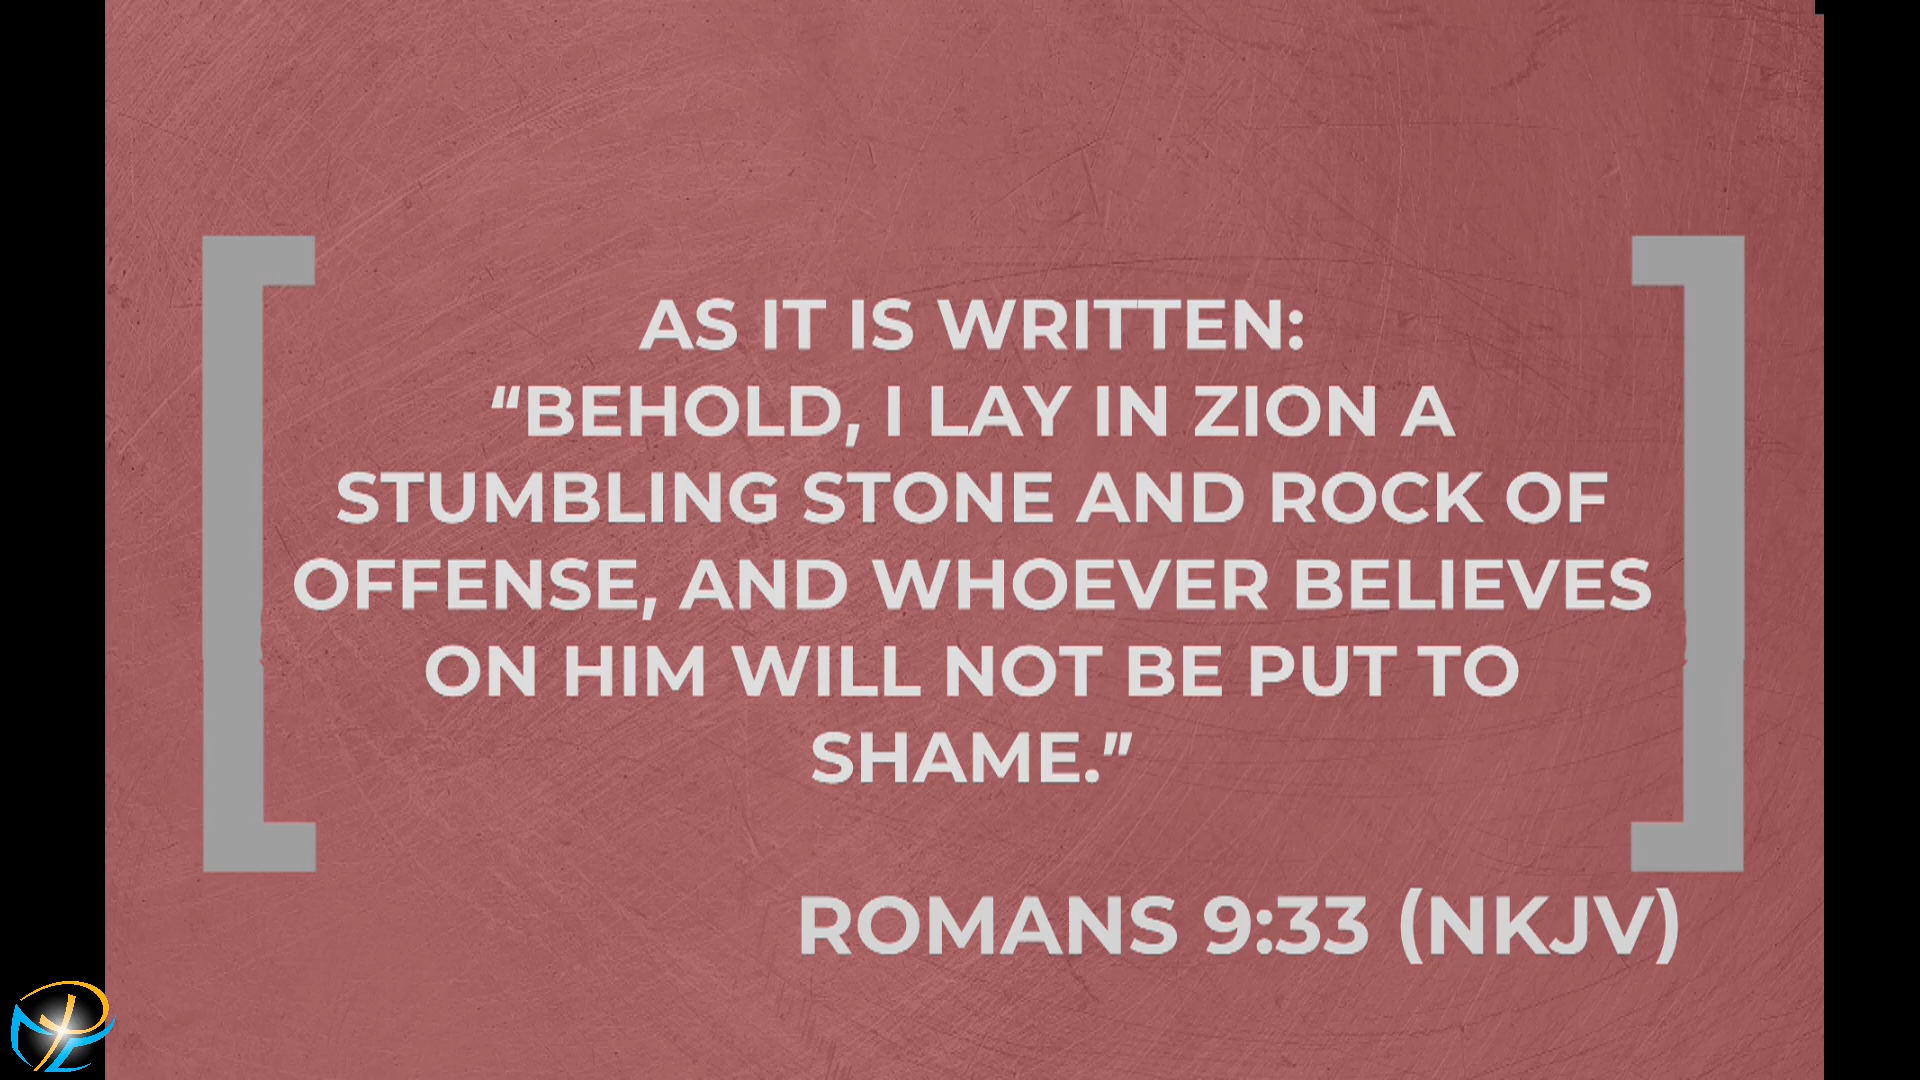 AS IT IS WRITTEN:
“BEHOLD, I LAY IN ZION A
STUMBLING STONE AND ROCK OF
OFFENSE, AND WHOEVER BELIEVES
ON HIM WILL NOT BE PUT TO
SHAME.”
ROMANS 9:33 (NKJV)